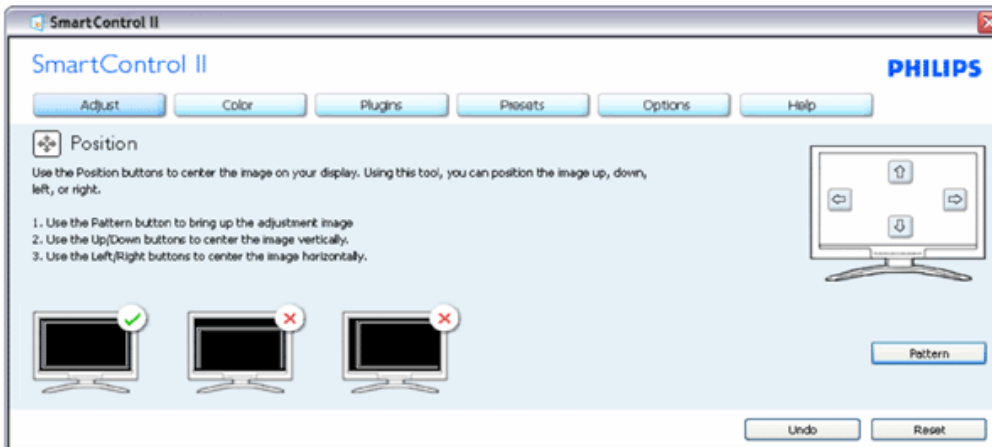 SmartControl II
SmartControl II
PHILIPS
Adjust Color Plugins Presets Options Help
Position
Use the Position buttons to center the image on your display. Using this tool, you can position the image up, down,
left, or right.
1. Use the Pattern button to bring up the adjustment image
2. Use the Up/Down buttons to center the image vertically.
3. Use the Left/Right buttons to center the image horizontally.
Pattern
Undo Reset